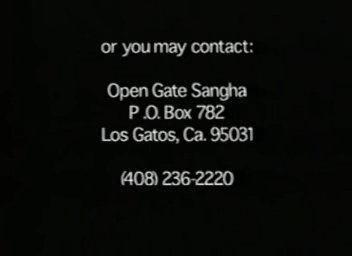 or you may contact:
Open Gate Sangha
P .O. Box 782
Los Gatos, Ca. 95031
(408) 236-2220